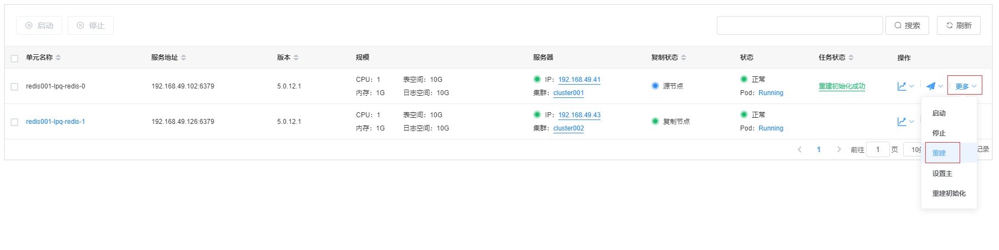 启动 停止 搜索 刷新
单元名称 服务地址 版本 规模 服务器 复制状态 状态 任务状态 操作
redis001-lpq-redis-0 192.168.49.102:6379 5.0.12.1 CPU：1 表空间：10G IP：192.168.49.41 源节点 正常 重建初始化成功 更多
内存：1G 日志空间：10G 集群：cluster001 Pod：Running
redis001-lpq-redis-1 192.168.49.126:6379 5.0.12.1 CPU：1 表空间：10G IP：192.168.49.43 复制节点 正常
内存：1G 日志空间：10G 集群：cluster002 Pod：Running
1 前往 1 页 10 记录
启动
停止
重建
设置主
重建初始化